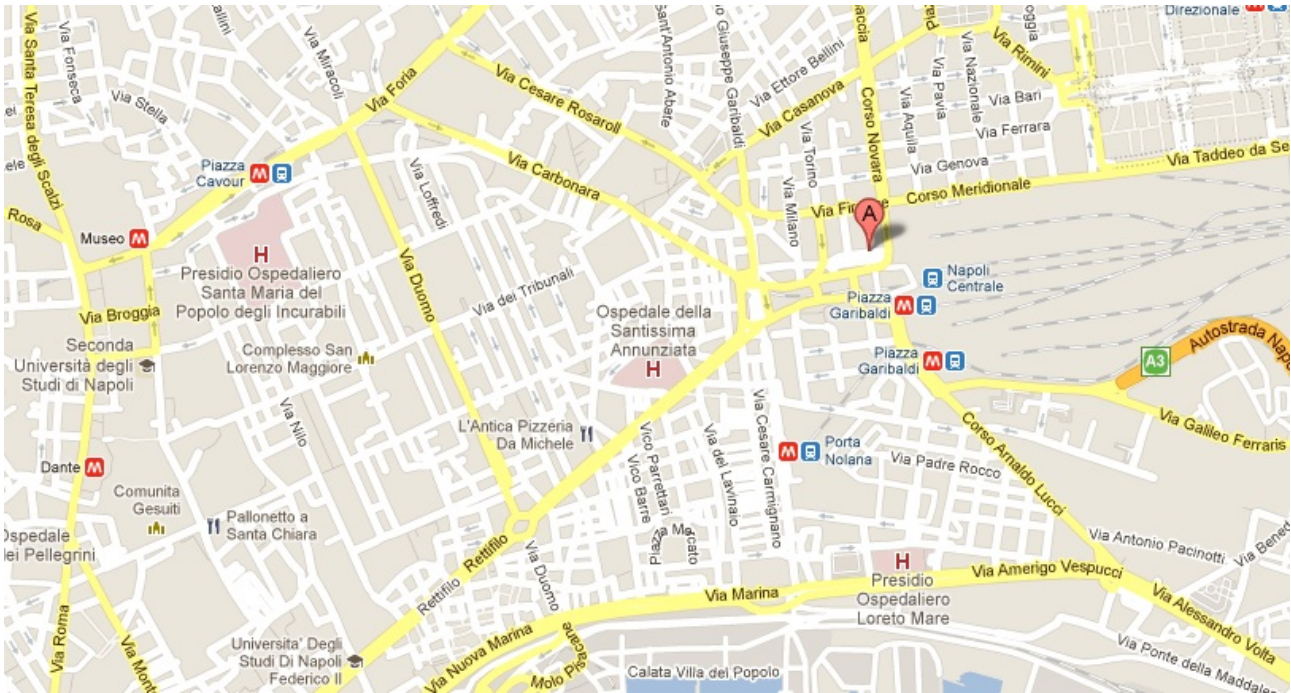 Direzionale
Via Santa Teresa degli Scalzi
Via Fonseca
Via Miracoli
Via Stella
Via Foria
Via Cesare Rosaroll
Sant'Antonio Abate
Giuseppe Garibaldi
Via Ettore Bellini
Via Casanova
Corso Novara
Via Aquila
Via Pavia
Via Nazionale
Via Rimini
Via Bari
Via Ferrara
Via Genova
Via Taddeo da Se
Piazza
Cavour
Via Carbonara
Via Loffredi
Via Torino
Via Milano
Corso Meridionale
A
Rosa
Museo
H
Presidio Ospedaliero
Santa Maria del
Popolo degli Incurabili
Via Duomo
Via dei Tribunali
Napoli
Centrale
Piazza
Garibaldi
Via Broggia
Ospedale della
Santissima
Annunziata
H
Seconda
Università degli
Studi di Napoli
Complesso San
Lorenzo Maggiore
Piazza
Garibaldi
A3
Autostrada Napo
Via Galileo Ferraris
Via Nilo
L'Antica Pizzeria
Da Michele
Vico Parrettari
Vico Barre
Via del Lavinaio
Via Cesare Carmignano
Porta
Nolana
Via Padre Rocco
Corso Arnaldo Lucci
Dante
Comunita
Gesuiti
Pallonetto a
Santa Chiara
Ospedale
dei Pellegrini
Rettifilo
Rettifilo
Via Duomo
Via Antonio Pacinotti
Via Bened
H
Presidio
Ospedaliero
Loreto Mare
Via Marina
Via Amerigo Vespucci
Via Alessandro Volta
Via Ponte della Maddalen
Via Roma
Via Mont
Universita' Degli
Studi Di Napoli
Federico II
Via Nuova Marina
Calata Villa del Popolo